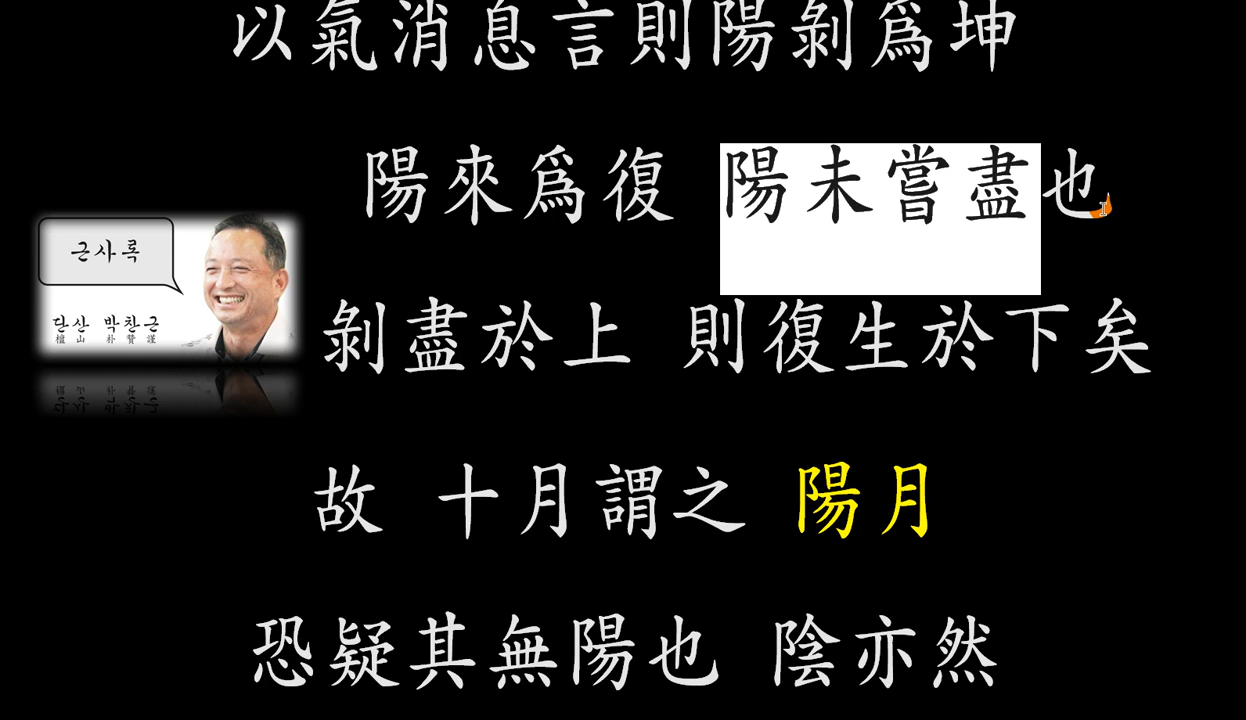 以氣消息言則陽剝爲坤
陽來爲復 陽未嘗盡也
근사록
단산 박찬근
檀山 朴贊謹
剝盡於上 則復生於下矣
故 十月謂之 陽月
恐疑其無陽也 陰亦然